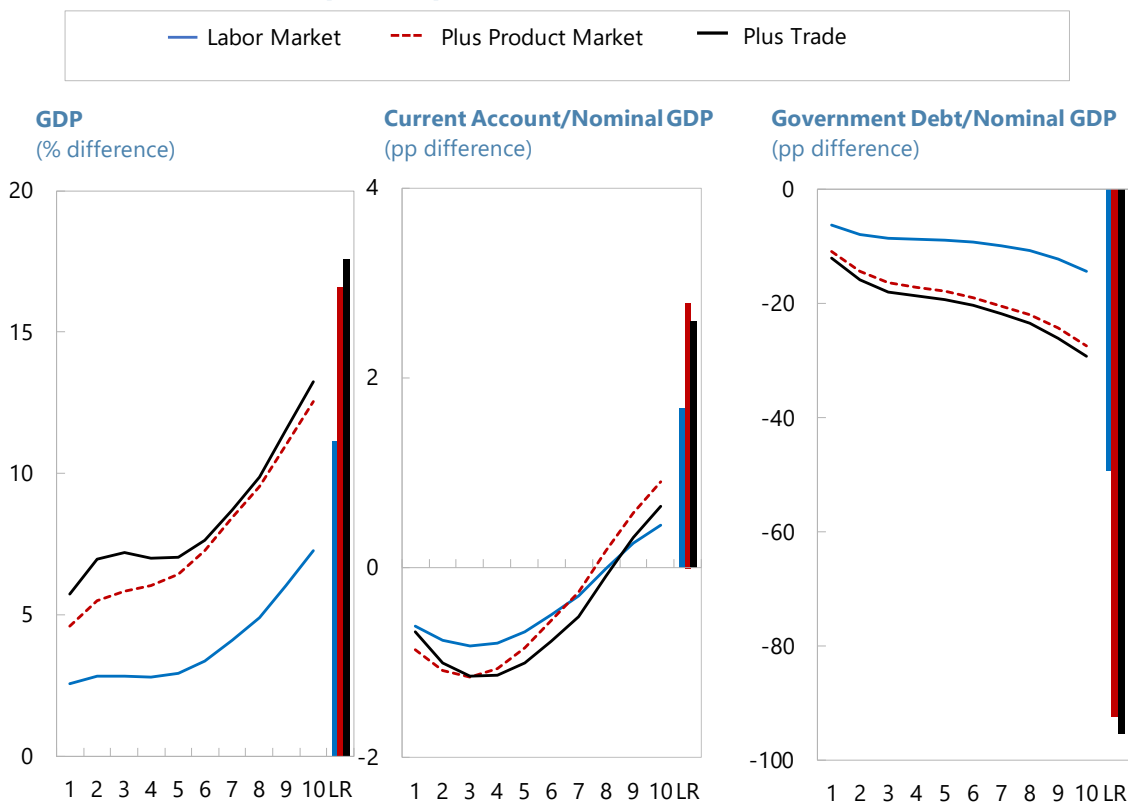 Labor Market Plus Product Market Plus Trade
GDP
(% difference)
20
15
10
5
0
1 2 3 4 5 6 7 8 9 10 LR
Current Account/Nominal GDP
(pp difference)
4
2
0
-2
1 2 3 4 5 6 7 8 9 10 LR
Government Debt/Nominal GDP
(pp difference)
0
-20
-40
-60
-80
-100
1 2 3 4 5 6 7 8 9 10 LR